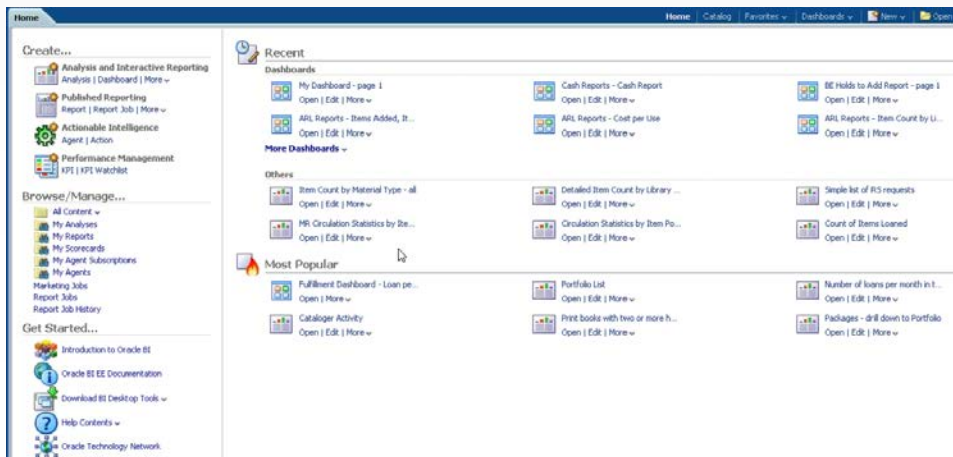 Home
Home Catalog Favorites Dashboards New Open
Create...
Analysis and Interactive Reporting
Analysis | Dashboard | More
Published Reporting
Report | Report Job | More
Actionable Intelligence
Agent | Action
Performance Management
KPI | KPI Watchlist
Browse/Manage...
All Content
My Analyses
My Reports
My Scorecards
My Agent Subscriptions
My Agents
Marketing Jobs
Report Jobs
Report Job History
Get Started...
Introduction to Oracle BI
Oracle BI EE Documentation
Download BI Desktop Tools
Help Contents
Oracle Technology Network
Recent
Dashboards
My Dashboard - page 1
Open | Edit | More
Cash Reports - Cash Report
Open | Edit | More
BE Holds to Add Report - page 1
Open | Edit | More
ARL Reports - Items Added, It...
Open | Edit | More
ARL Reports - Cost per Use
Open | Edit | More
ARL Reports - Item Count by Li...
Open | Edit | More
More Dashboards
Others
Item Count by Material Type - all
Open | Edit | More
Detailed Item Count by Library ...
Open | Edit | More
Simple list of RS requests
Open | Edit | More
MR Circulation Statistics by Ite...
Open | Edit | More
Circulation Statistics by Item Po...
Open | Edit | More
Count of Items Loaned
Open | Edit | More
Most Popular
Fulfillment Dashboard - Loan pe...
Open | More
Portfolio List
Open | Edit | More
Number of loans per month in t...
Open | Edit | More
Cataloger Activity
Open | Edit | More
Print books with two or more h...
Open | Edit | More
Packages - drill down to Portfolio
Open | Edit | More